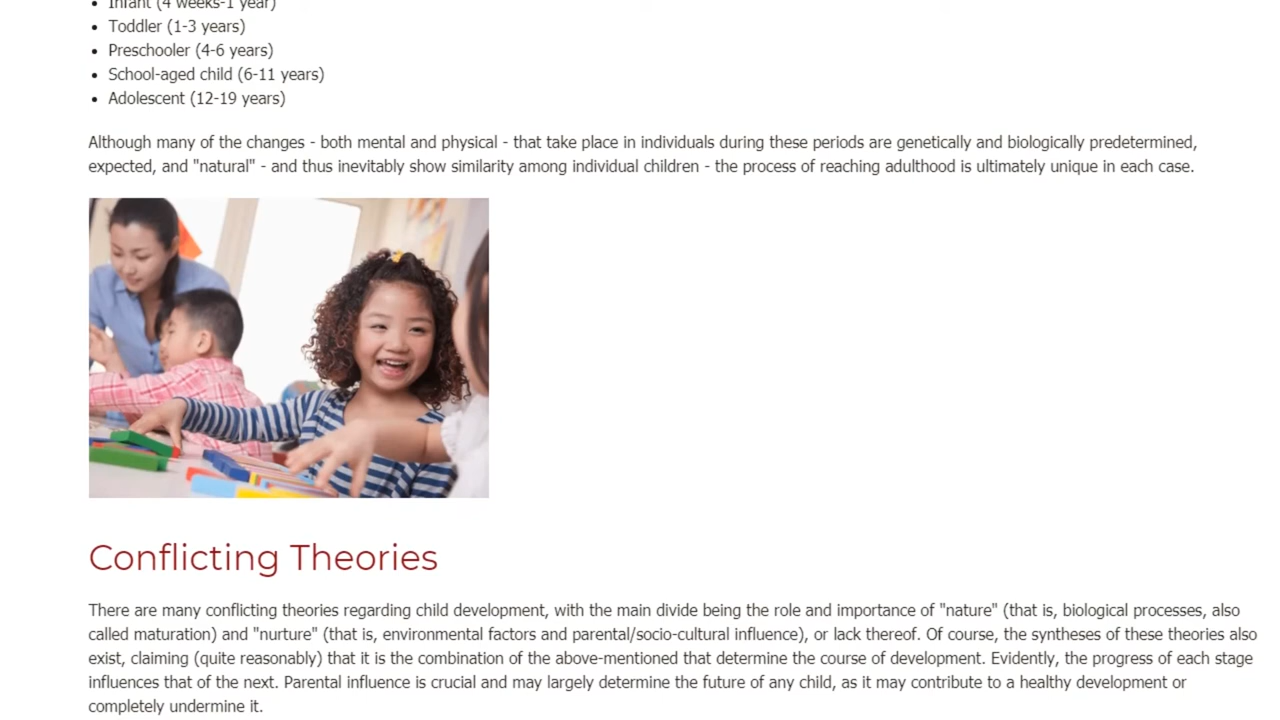 Infant (4 weeks-1 year)
Toddler (1-3 years)
Preschooler (4-6 years)
School-aged child (6-11 years)
Adolescent (12-19 years)
Although many of the changes - both mental and physical - that take place in individuals during these periods are genetically and biologically predetermined,
expected, and "natural" - and thus inevitably show similarity among individual children - the process of reaching adulthood is ultimately unique in each case.
Conflicting Theories
There are many conflicting theories regarding child development, with the main divide being the role and importance of "nature" (that is, biological processes, also
called maturation) and "nurture" (that is, environmental factors and parental/socio-cultural influence), or lack thereof. Of course, the syntheses of these theories also
exist, claiming (quite reasonably) that it is the combination of the above-mentioned that determine the course of development. Evidently, the progress of each stage
influences that of the next. Parental influence is crucial and may largely determine the future of any child, as it may contribute to a healthy development or
completely undermine it.